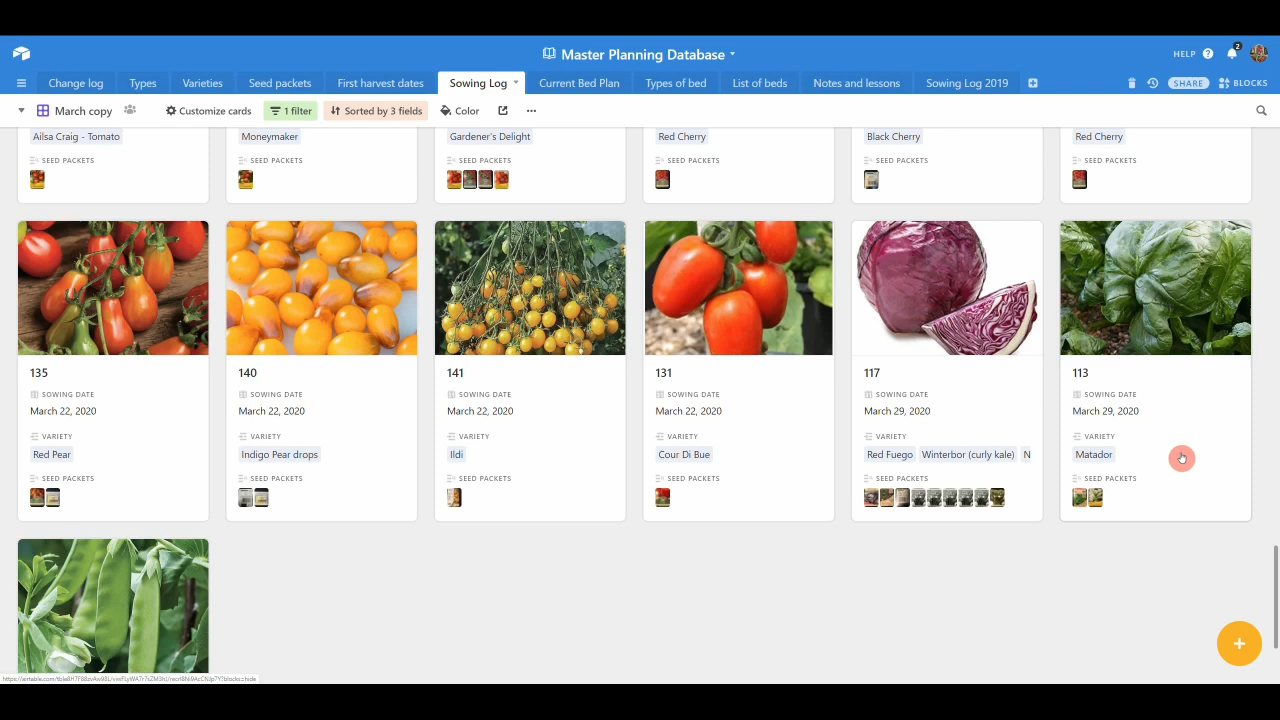 Master Planning Database
HELP
2
Change log
Types
Varieties
Seed packets
First harvest dates
Sowing Log
Current Bed Plan
Types of bed
List of beds
Notes and lessons
Sowing Log 2019
SHARE
BLOCKS
March copy
Customize cards
1 filter
Sorted by 3 fields
Color
Ailsa Craig - Tomato
Moneymaker
Gardener's Delight
Red Cherry
Black Cherry
Red Cherry
SEED PACKETS
SEED PACKETS
SEED PACKETS
SEED PACKETS
SEED PACKETS
SEED PACKETS
135
140
141
131
117
113
SOWING DATE
SOWING DATE
SOWING DATE
SOWING DATE
SOWING DATE
SOWING DATE
March 22, 2020
March 22, 2020
March 22, 2020
March 22, 2020
March 29, 2020
March 29, 2020
VARIETY
VARIETY
VARIETY
VARIETY
VARIETY
VARIETY
Red Pear
Indigo Pear drops
Ildi
Cour Di Bue
Red Fuego Winterbor (curly kale) N
Matador
SEED PACKETS
SEED PACKETS
SEED PACKETS
SEED PACKETS
SEED PACKETS
SEED PACKETS